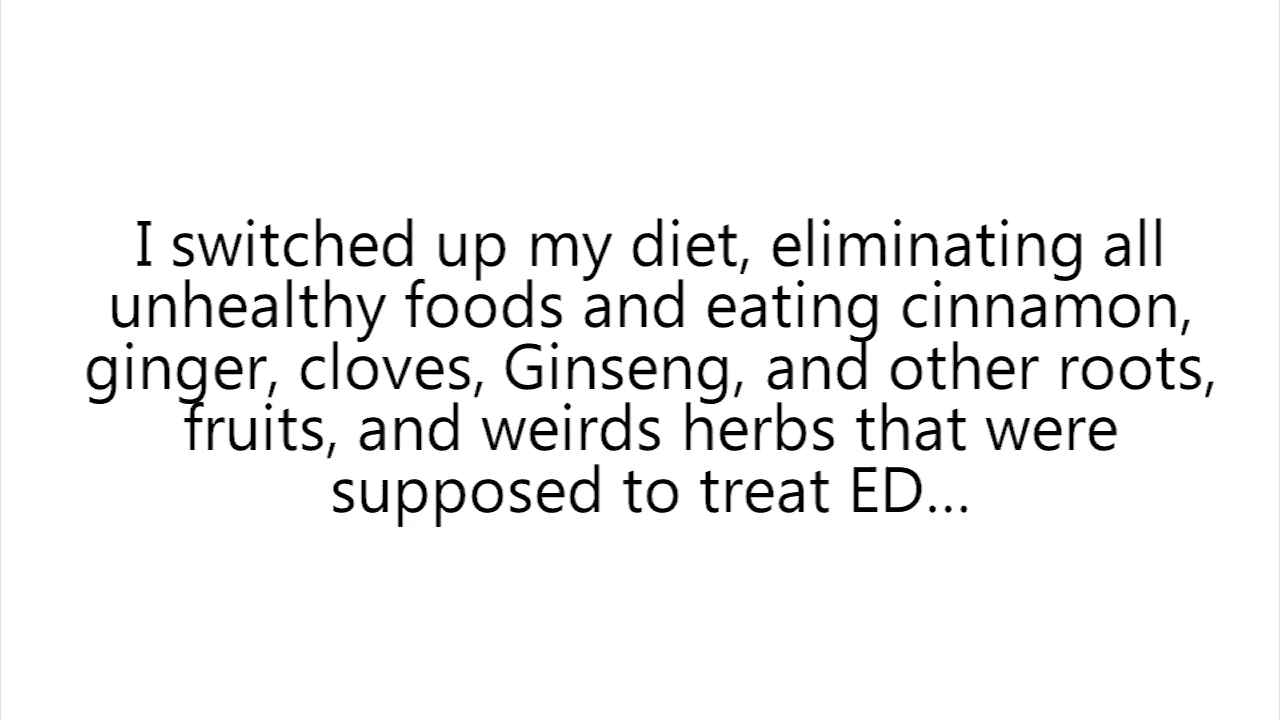 I switched up my diet, eliminating all
unhealthy foods and eating cinnamon,
ginger, cloves, Ginseng, and other roots,
fruits, and weirds herbs that were
supposed to treat ED...